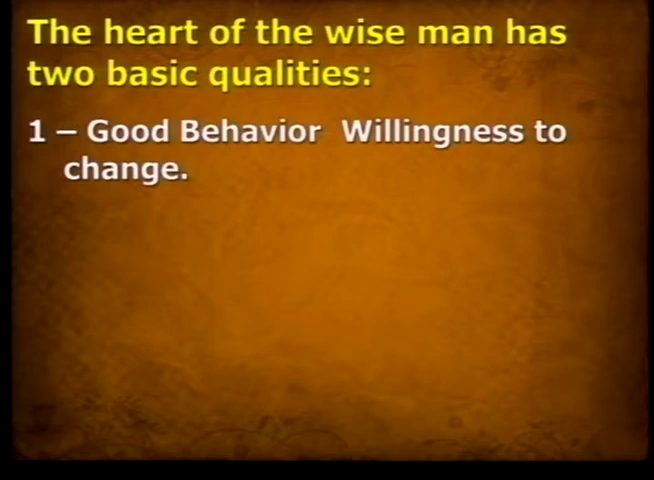 The heart of the wise man has
two basic qualities:
1 – Good Behavior  Willingness to
change.